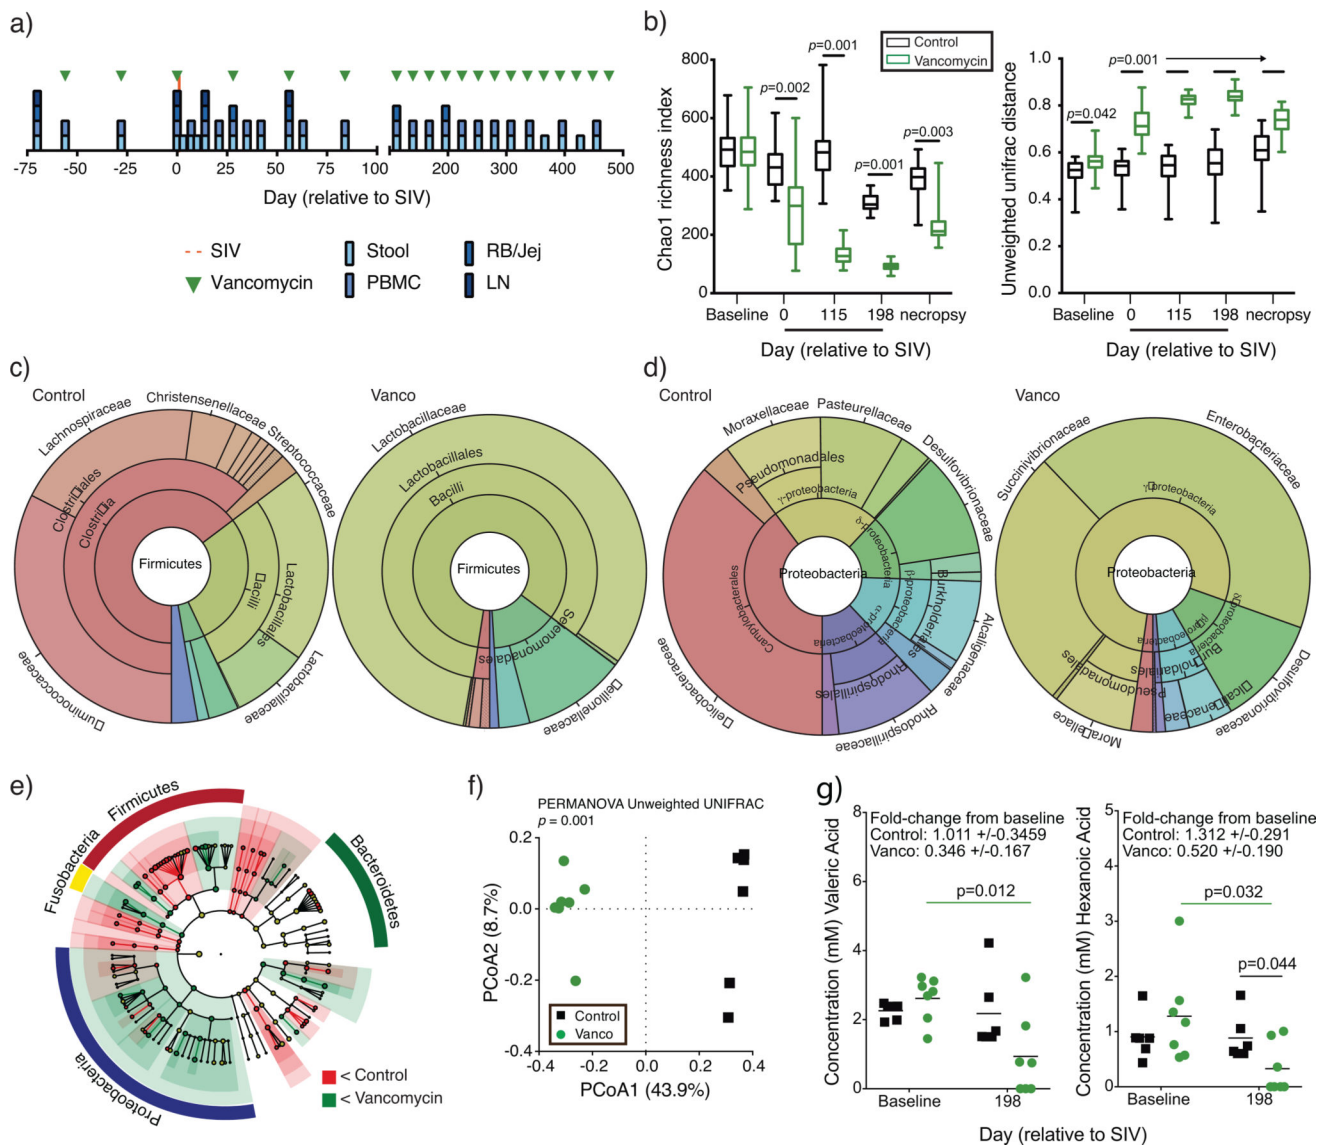 a)
-75
-50
-25
0
25
50
75
100
100
200
300
400
500
Day (relative to SIV)
SIV
Vancomycin
Stool
PBMC
RB/Jej
LN
b)
Control
Vancomycin
Chao1 richness index
800
600
400
200
0
p=0.002
p=0.001
p=0.001
p=0.003
Baseline
0
115
198
necropsy
Day (relative to SIV)
Unweighted unifrac distance
1.0
0.8
0.6
0.4
0.2
0.0
p=0.042
p=0.001
Baseline
0
115
198
necropsy
Day (relative to SIV)
c)
Control
Lachnospiraceae
Christensenellaceae
Streptococcaceae
Firmicutes
Lactobacillales
Lactobacillaceae
Vanco
Lactobacillaceae
Lactobacillales
Bacilli
Firmicutes
Selenomonadales
d)
Control
Moraxellaceae
Pasteurellaceae
Desulfovibrionaceae
Pseudomonadales
γ-proteobacteria
δ-proteobacteria
β-proteobacteria
α-proteobacteria
Burkholderiales
Alcaligenaceae
Proteobacteria
Campylobacterales
Rhodospirillales
Rhodospirillaceae
Vanco
Succinivibrionaceae
Enterobacteriaceae
Proteobacteria
Pseudomonadales
Desulfovibrionaceae
e)
Fusobacteria
Firmicutes
Bacteroidetes
Proteobacteria
< Control
< Vancomycin
f)
PERMANOVA Unweighted UNIFRAC
p = 0.001
PCoA2 (8.7%)
0.2
0.0
-0.2
-0.4
Control
Vanco
-0.4
-0.2
0.0
0.2
0.4
PCoA1 (43.9%)
g)
Concentration (mM) Valeric Acid
8
6
4
2
0
Fold-change from baseline
Control: 1.011 +/-0.3459
Vanco: 0.346 +/-0.167
p=0.012
Baseline
198
Concentration (mM) Hexanoic Acid
5
4
3
2
1
0
Fold-change from baseline
Control: 1.312 +/-0.291
Vanco: 0.520 +/-0.190
p=0.032
p=0.044
Baseline
198
Day (relative to SIV)